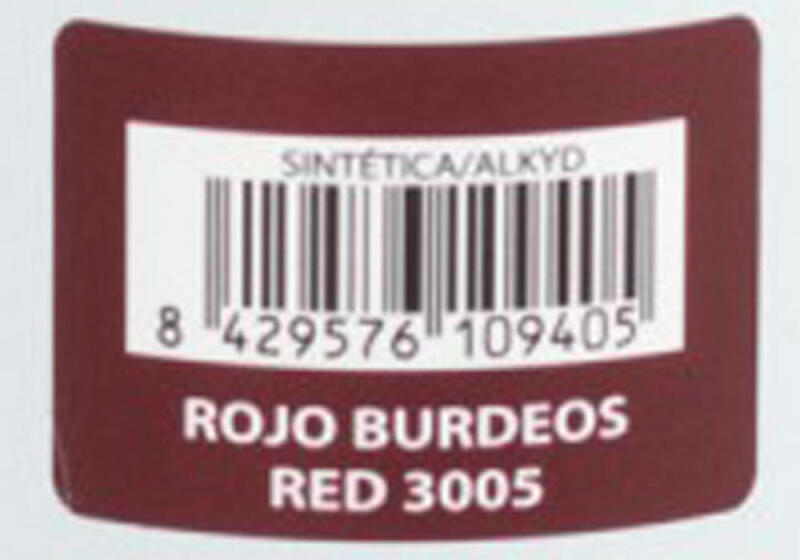 SINTÉTICA/ALKYD
8 429576 109405
ROJO BURDEOS
RED 3005